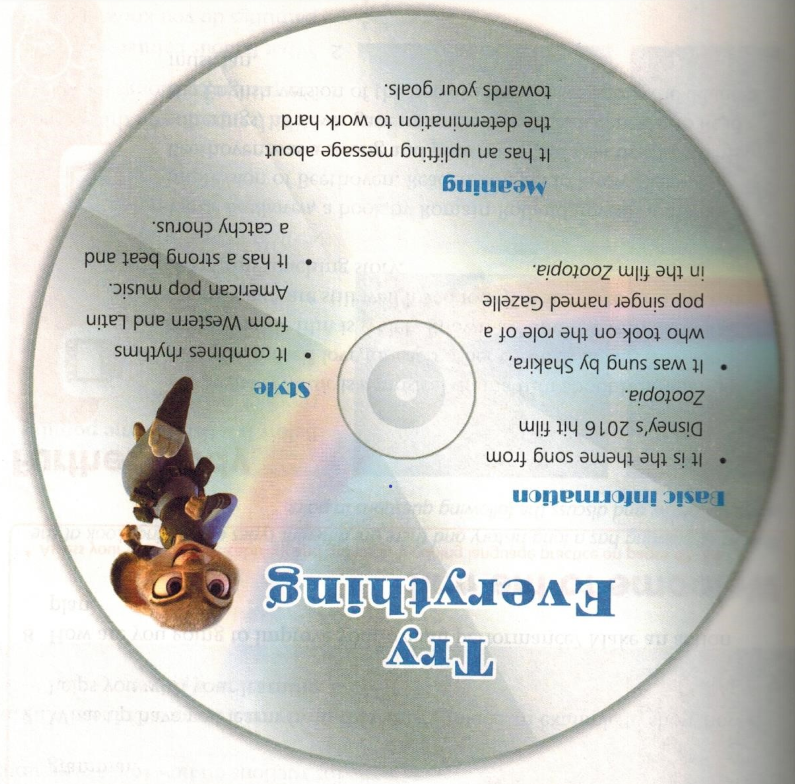 Try
Everything
Basic information
• It is the theme song from
Disney's 2016 hit film
Zootopia.
• It was sung by Shakira,
who took on the role of a
pop singer named Gazelle
in the film Zootopia.
Style
• It combines rhythms
from Western and Latin
American pop music.
• It has a strong beat and
a catchy chorus.
Meaning
It has an uplifting message about
the determination to work hard
towards your goals.